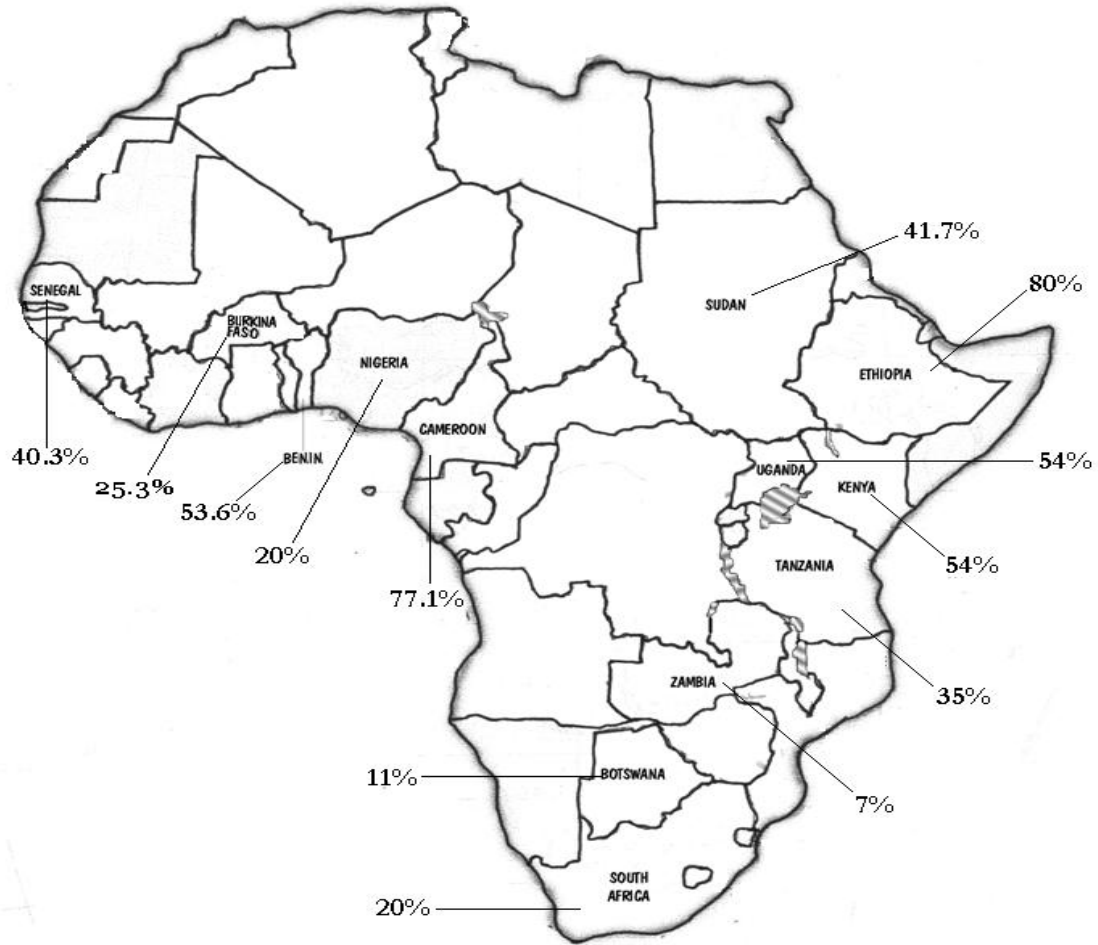 41.7%
SENEGAL
80%
SUDAN
BURKINA
FASO
NIGERIA
ETHIOPIA
CAMEROON
40.3%
BENIN
UGANDA
54%
25.3%
KENYA
53.6%
20%
54%
TANZANIA
77.1%
ZAMBIA
35%
11%
BOTSWANA
7%
SOUTH
AFRICA
20%